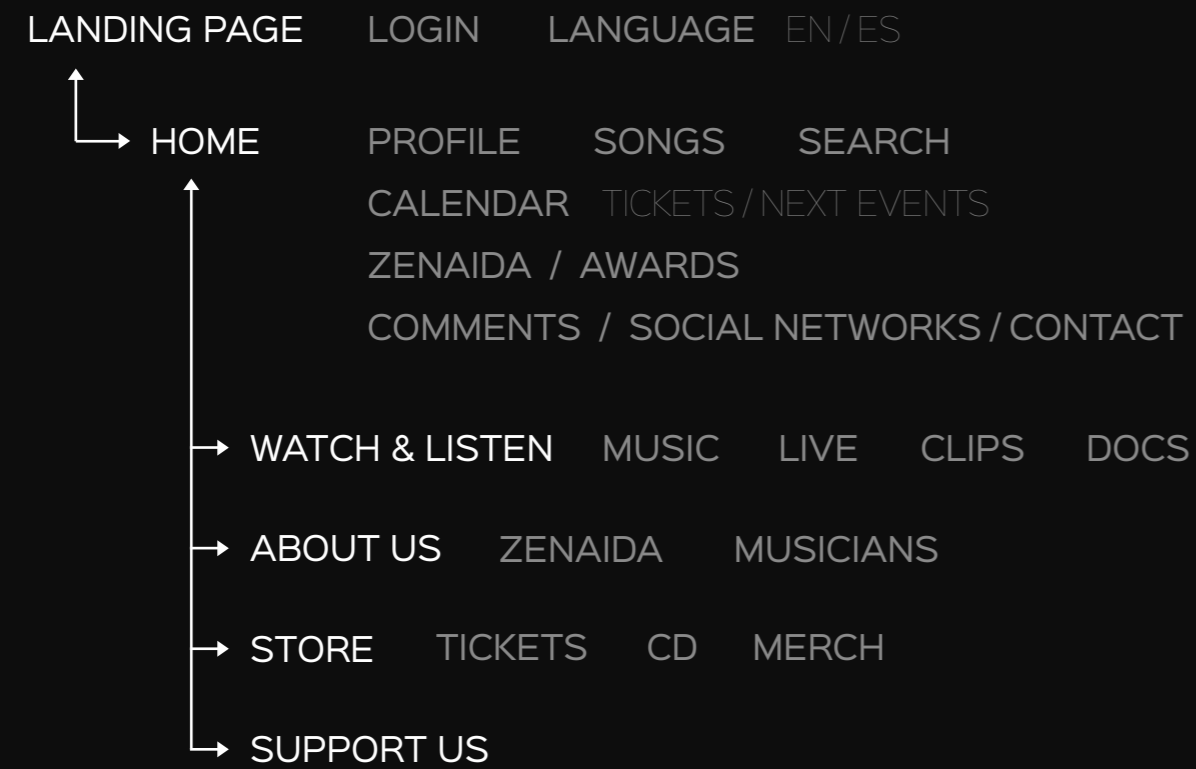 LANDING PAGE LOGIN LANGUAGE EN / ES
HOME PROFILE SONGS SEARCH
CALENDAR TICKETS / NEXT EVENTS
ZENAIDA / AWARDS
COMMENTS / SOCIAL NETWORKS / CONTACT
WATCH & LISTEN MUSIC LIVE CLIPS DOCS
ABOUT US ZENAIDA MUSICIANS
STORE TICKETS CD MERCH
SUPPORT US